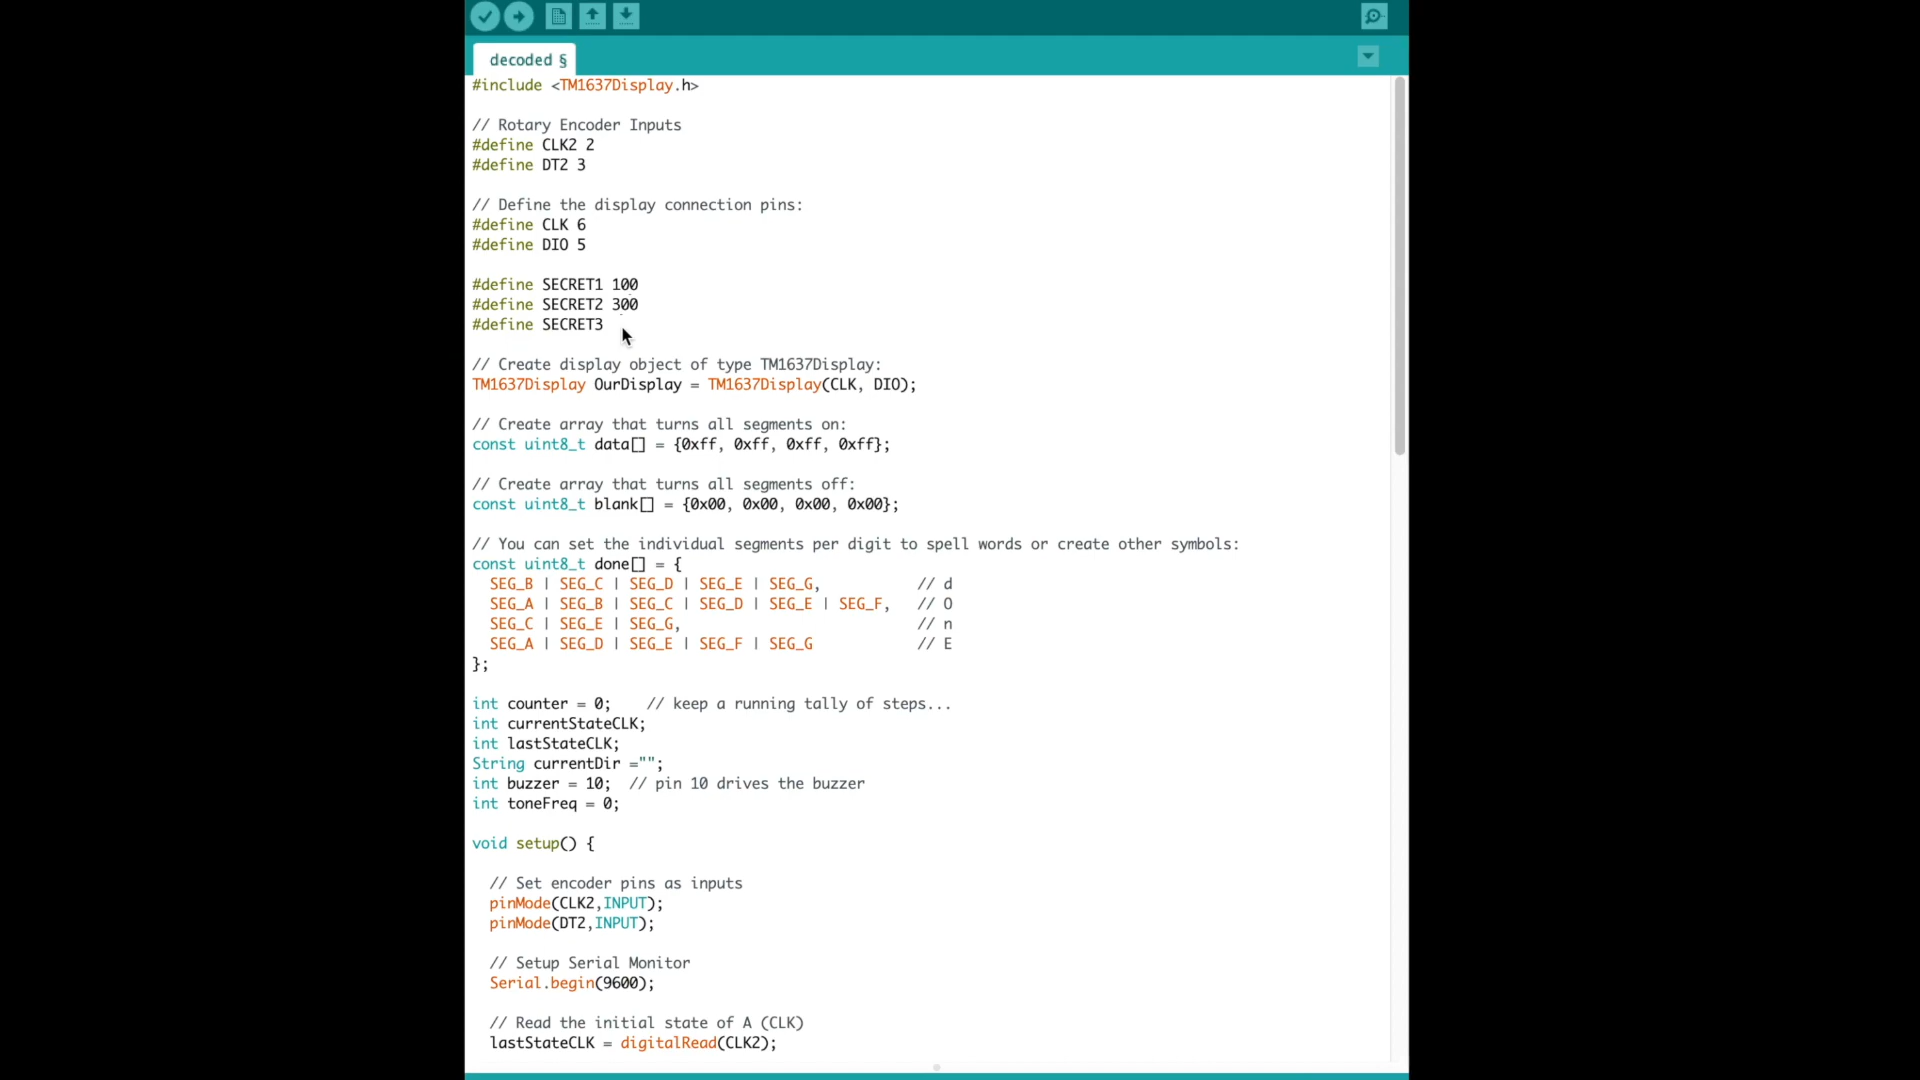 decoded §
#include <TM1637Display.h>
// Rotary Encoder Inputs
#define CLK2 2
#define DT2 3
// Define the display connection pins:
#define CLK 6
#define DIO 5
#define SECRET1 100
#define SECRET2 300
#define SECRET3
// Create display object of type TM1637Display:
TM1637Display OurDisplay = TM1637Display(CLK, DIO);
// Create array that turns all segments on:
const uint8_t data[] = {0xff, 0xff, 0xff, 0xff};
// Create array that turns all segments off:
const uint8_t blank[] = {0x00, 0x00, 0x00, 0x00};
// You can set the individual segments per digit to spell words or create other symbols:
const uint8_t done[] = {
  SEG_B | SEG_C | SEG_D | SEG_E | SEG_G,           // d
  SEG_A | SEG_B | SEG_C | SEG_D | SEG_E | SEG_F,   // O
  SEG_C | SEG_E | SEG_G,                           // n
  SEG_A | SEG_D | SEG_E | SEG_F | SEG_G            // E
};
int counter = 0;    // keep a running tally of steps...
int currentStateCLK;
int lastStateCLK;
String currentDir ="";
int buzzer = 10;  // pin 10 drives the buzzer
int toneFreq = 0;
void setup() {
  // Set encoder pins as inputs
  pinMode(CLK2,INPUT);
  pinMode(DT2,INPUT);
  // Setup Serial Monitor
  Serial.begin(9600);
  // Read the initial state of A (CLK)
  lastStateCLK = digitalRead(CLK2);